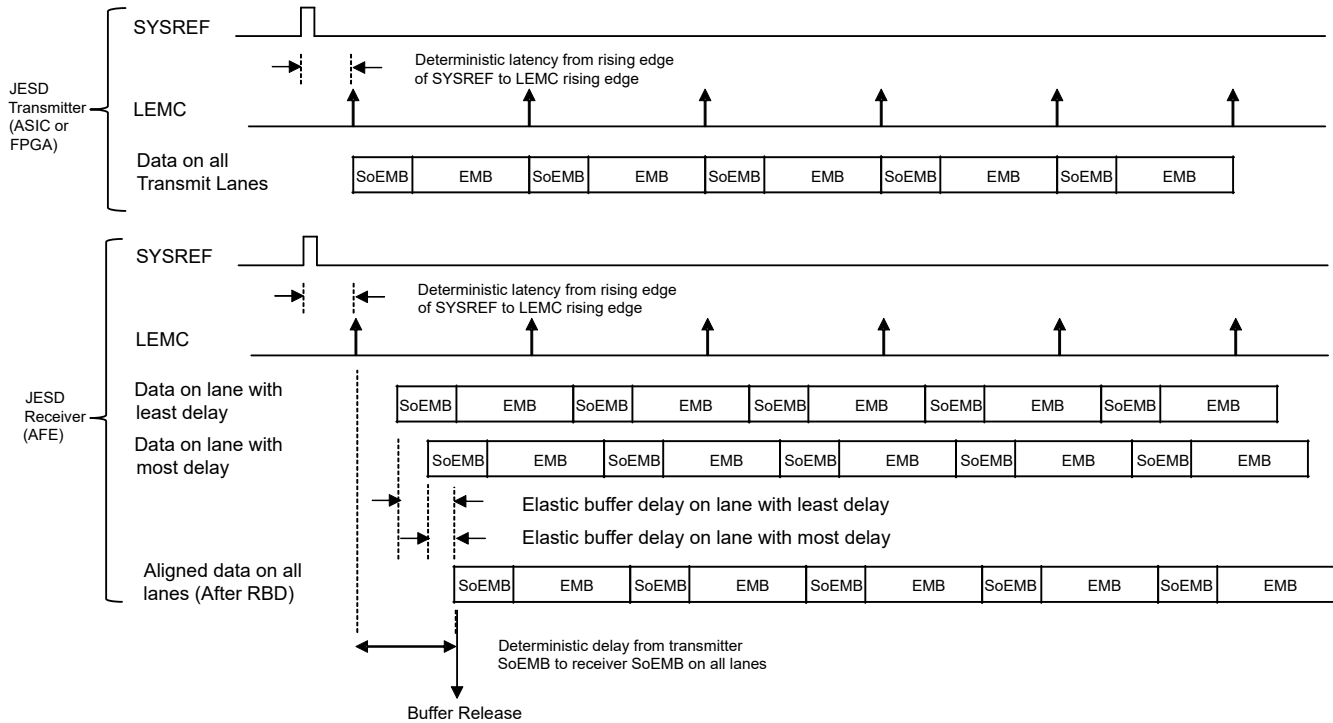 SYSREF
Deterministic latency from rising edge
of SYSREF to LEMC rising edge
JESD
Transmitter
(ASIC or
FPGA)
LEMC
Data on all
Transmit Lanes
SoEMB EMB SoEMB EMB SoEMB EMB SoEMB EMB SoEMB EMB
SYSREF
Deterministic latency from rising edge
of SYSREF to LEMC rising edge
LEMC
JESD
Receiver
(AFE)
Data on lane with
least delay
SoEMB EMB SoEMB EMB SoEMB EMB SoEMB EMB SoEMB EMB
Data on lane with
most delay
SoEMB EMB SoEMB EMB SoEMB EMB SoEMB EMB SoEMB EMB
Elastic buffer delay on lane with least delay
Elastic buffer delay on lane with most delay
Aligned data on all
lanes (After RBD)
SoEMB EMB SoEMB EMB SoEMB EMB SoEMB EMB SoEMB EMB
Deterministic delay from transmitter
SoEMB to receiver SoEMB on all lanes
Buffer Release